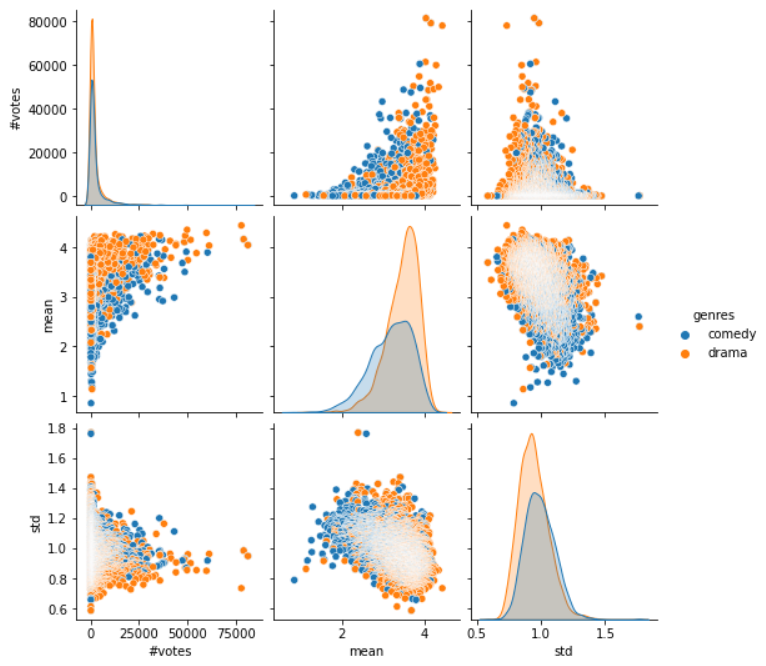 80000
60000
40000
20000
0
#votes
4
3
2
1
mean
genres
comedy
drama
1.8
1.6
1.4
1.2
1.0
0.8
0.6
std
0 25000 50000 75000
2 4
0.5 1.0 1.5
#votes mean std